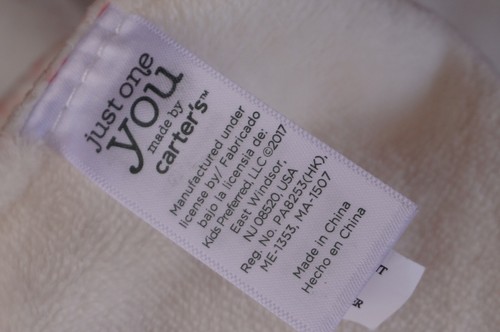 just one
you
made by
carter's™
Manufactured under
license by/ Fabricado
bajo la licensia de:
Kids Preferred, LLC ©2017
East Windsor,
NJ 08520, USA
Reg. No. PA8253(HK),
ME-1353, MA-1507
Made in China
Hecho en China